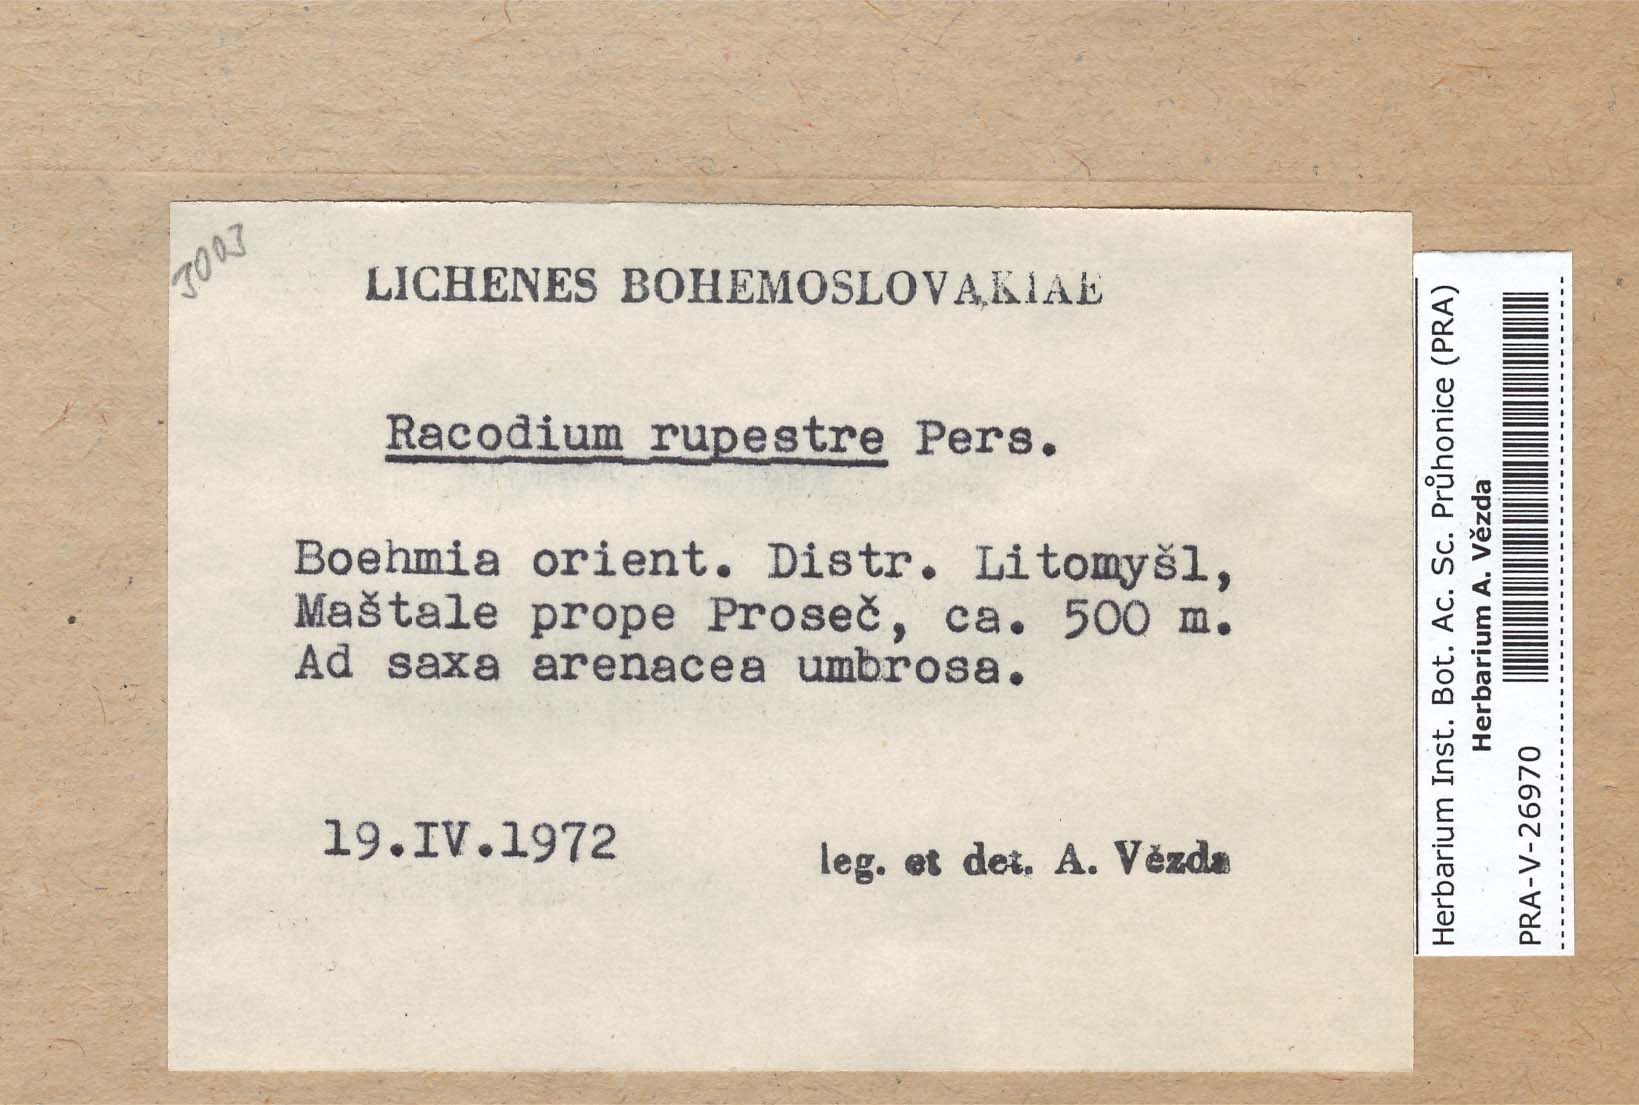 3003
LICHENES BOHEMOSLOVAKIAE
Racodium rupestre Pers.
Boehmia orient. Distr. Litomyšl,
Maštale prope Proseč, ca. 500 m.
Ad saxa arenacea umbrosa.
19.IV.1972
leg. et det. A. Vězda
Herbarium Inst. Bot. Ac. Sc. Průhonice (PRA)
Herbarium A. Vězda
PRA-V-26970